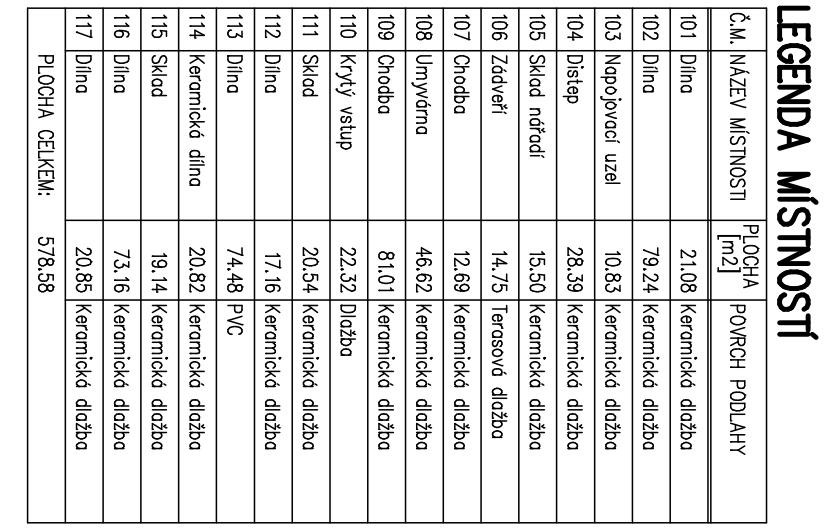 LEGENDA MÍSTNOSTÍ
Č.M. NÁZEV MÍSTNOSTI PLOCHA [m2] POVRCH PODLAHY
101 Dílna 21.08 Keramická dlažba
102 Dílna 79.24 Keramická dlažba
103 Napojovací uzel 10.83 Keramická dlažba
104 Distep 28.39 Keramická dlažba
105 Sklad nářadí 15.50 Keramická dlažba
106 Zádveří 14.75 Terasová dlažba
107 Chodba 12.69 Keramická dlažba
108 Umyvárna 46.62 Keramická dlažba
109 Chodba 81.01 Keramická dlažba
110 Krytý vstup 22.32 Dlažba
111 Sklad 20.54 Keramická dlažba
112 Dílna 17.16 Keramická dlažba
113 Dílna 74.48 PVC
114 Keramická dílna 20.82 Keramická dlažba
115 Sklad 19.14 Keramická dlažba
116 Dílna 73.16 Keramická dlažba
117 Dílna 20.85 Keramická dlažba
PLOCHA CELKEM: 578.58